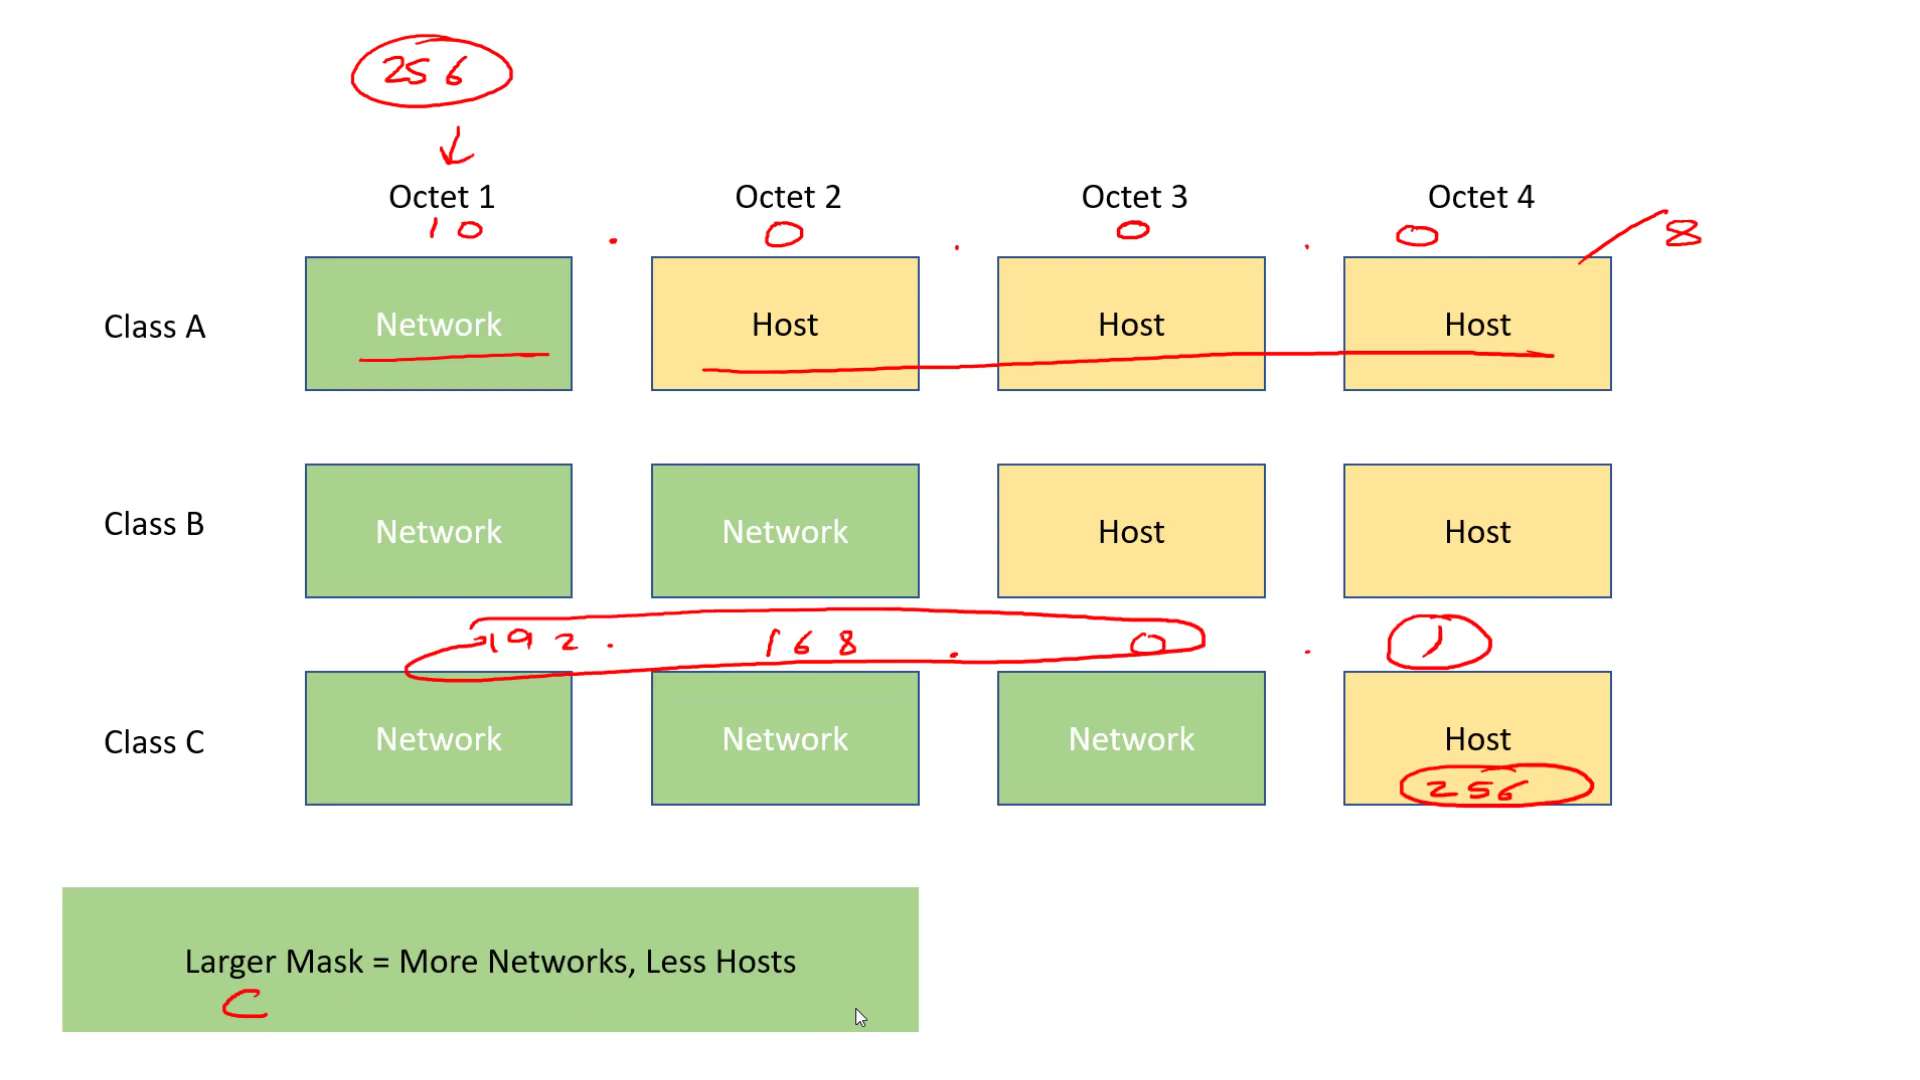 256
Octet 1 Octet 2 Octet 3 Octet 4
10 . 0 . 0 . 0 / 8
Class A Network Host Host Host
Class B Network Network Host Host
192 . 168 . 0 . 1
Class C Network Network Network Host
256
Larger Mask = More Networks, Less Hosts
C